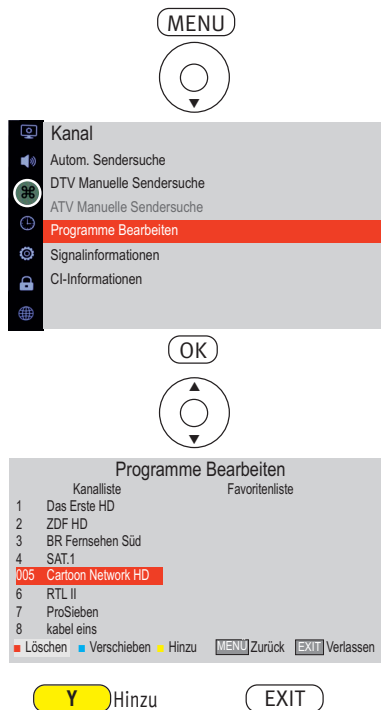 MENU
Kanal
Autom. Sendersuche
DTV Manuelle Sendersuche
ATV Manuelle Sendersuche
Programme Bearbeiten
Signalinformationen
CI-Informationen
OK
Programme Bearbeiten
Kanalliste Favoritenliste
1 Das Erste HD
2 ZDF HD
3 BR Fernsehen Süd
4 SAT.1
005 Cartoon Network HD
6 RTL II
7 ProSieben
8 kabel eins
Löschen Verschieben Hinzu MENÜ Zurück EXIT Verlassen
Y Hinzu EXIT